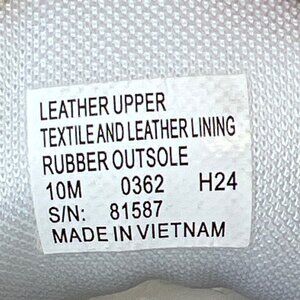 LEATHER UPPER
TEXTILE AND LEATHER LINING
RUBBER OUTSOLE
10M 0362 H24
S/N: 81587
MADE IN VIETNAM